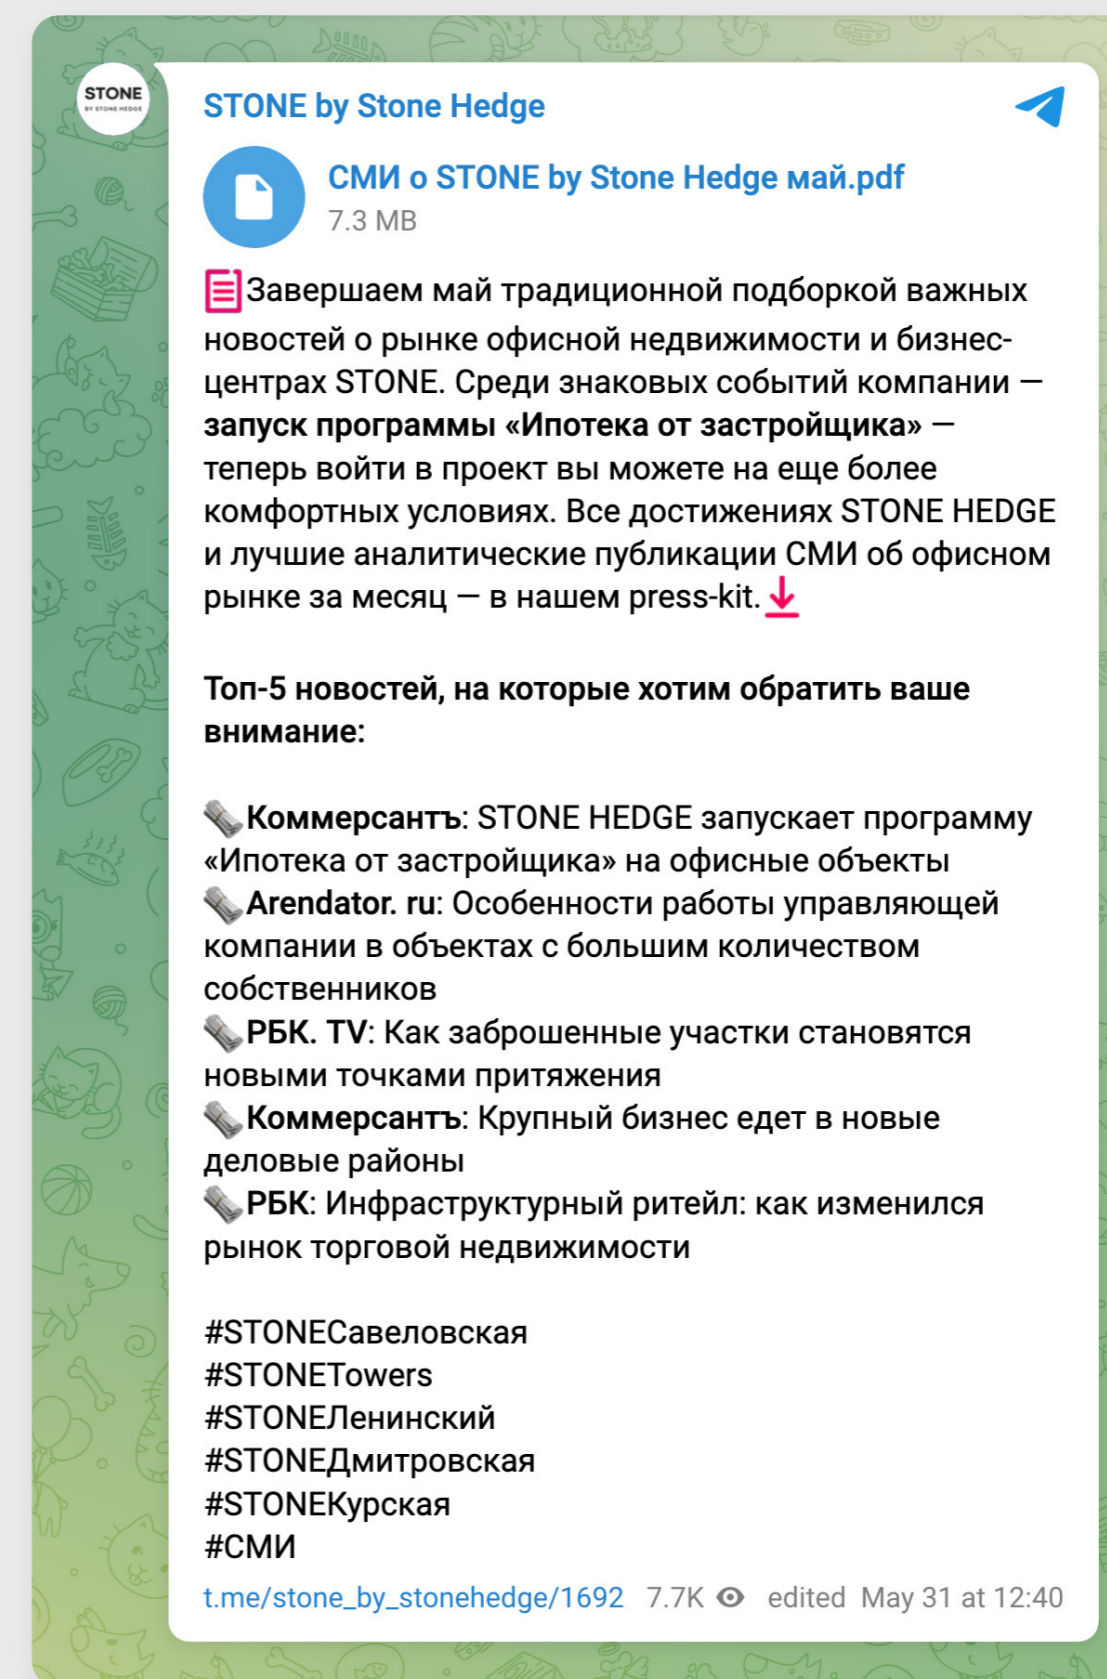 STONE
BY STONE HEDGE
STONE by Stone Hedge
СМИ о STONE by Stone Hedge май.pdf
7.3 MB
Завершаем май традиционной подборкой важных
новостей о рынке офисной недвижимости и бизнес-
центрах STONE. Среди знаковых событий компании —
запуск программы «Ипотека от застройщика» —
теперь войти в проект вы можете на еще более
комфортных условиях. Все достижениях STONE HEDGE
и лучшие аналитические публикации СМИ об офисном
рынке за месяц — в нашем press-kit.
Топ-5 новостей, на которые хотим обратить ваше
внимание:
🗞Коммерсантъ: STONE HEDGE запускает программу
«Ипотека от застройщика» на офисные объекты
🗞Arendator. ru: Особенности работы управляющей
компании в объектах с большим количеством
собственников
🗞РБК. TV: Как заброшенные участки становятся
новыми точками притяжения
🗞Коммерсантъ: Крупный бизнес едет в новые
деловые районы
🗞РБК: Инфраструктурный ритейл: как изменился
рынок торговой недвижимости
#STONEСавеловская
#STONETowers
#STONEЛенинский
#STONEДмитровская
#STONEКурская
#СМИ
t.me/stone_by_stonehedge/1692 7.7K edited May 31 at 12:40